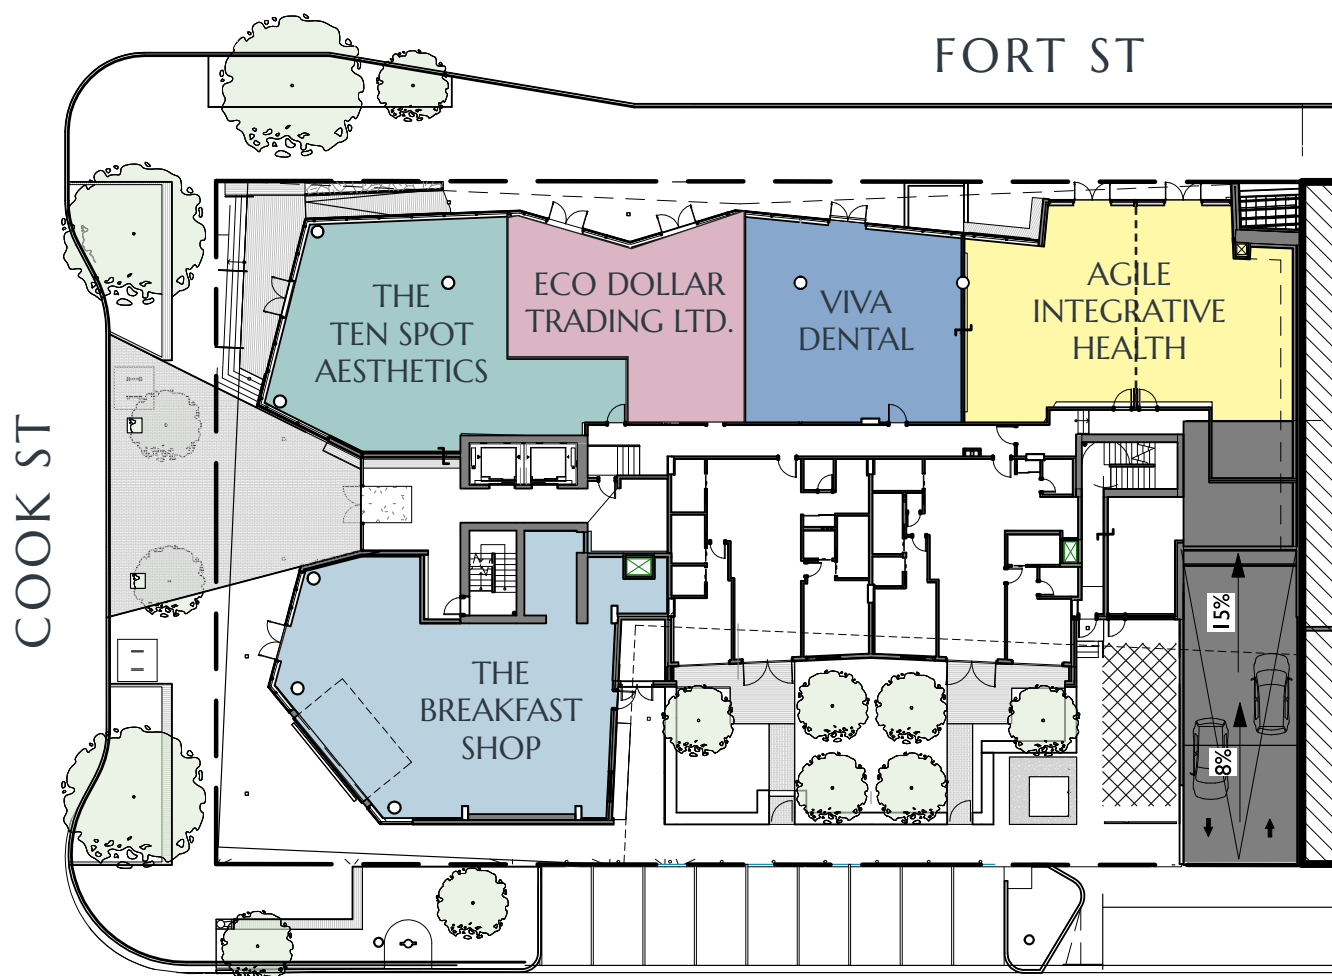 FORT ST
COOK ST
THE
TEN SPOT
AESTHETICS
ECO DOLLAR
TRADING LTD.
VIVA
DENTAL
AGILE
INTEGRATIVE
HEALTH
THE
BREAKFAST
SHOP
15%
8%